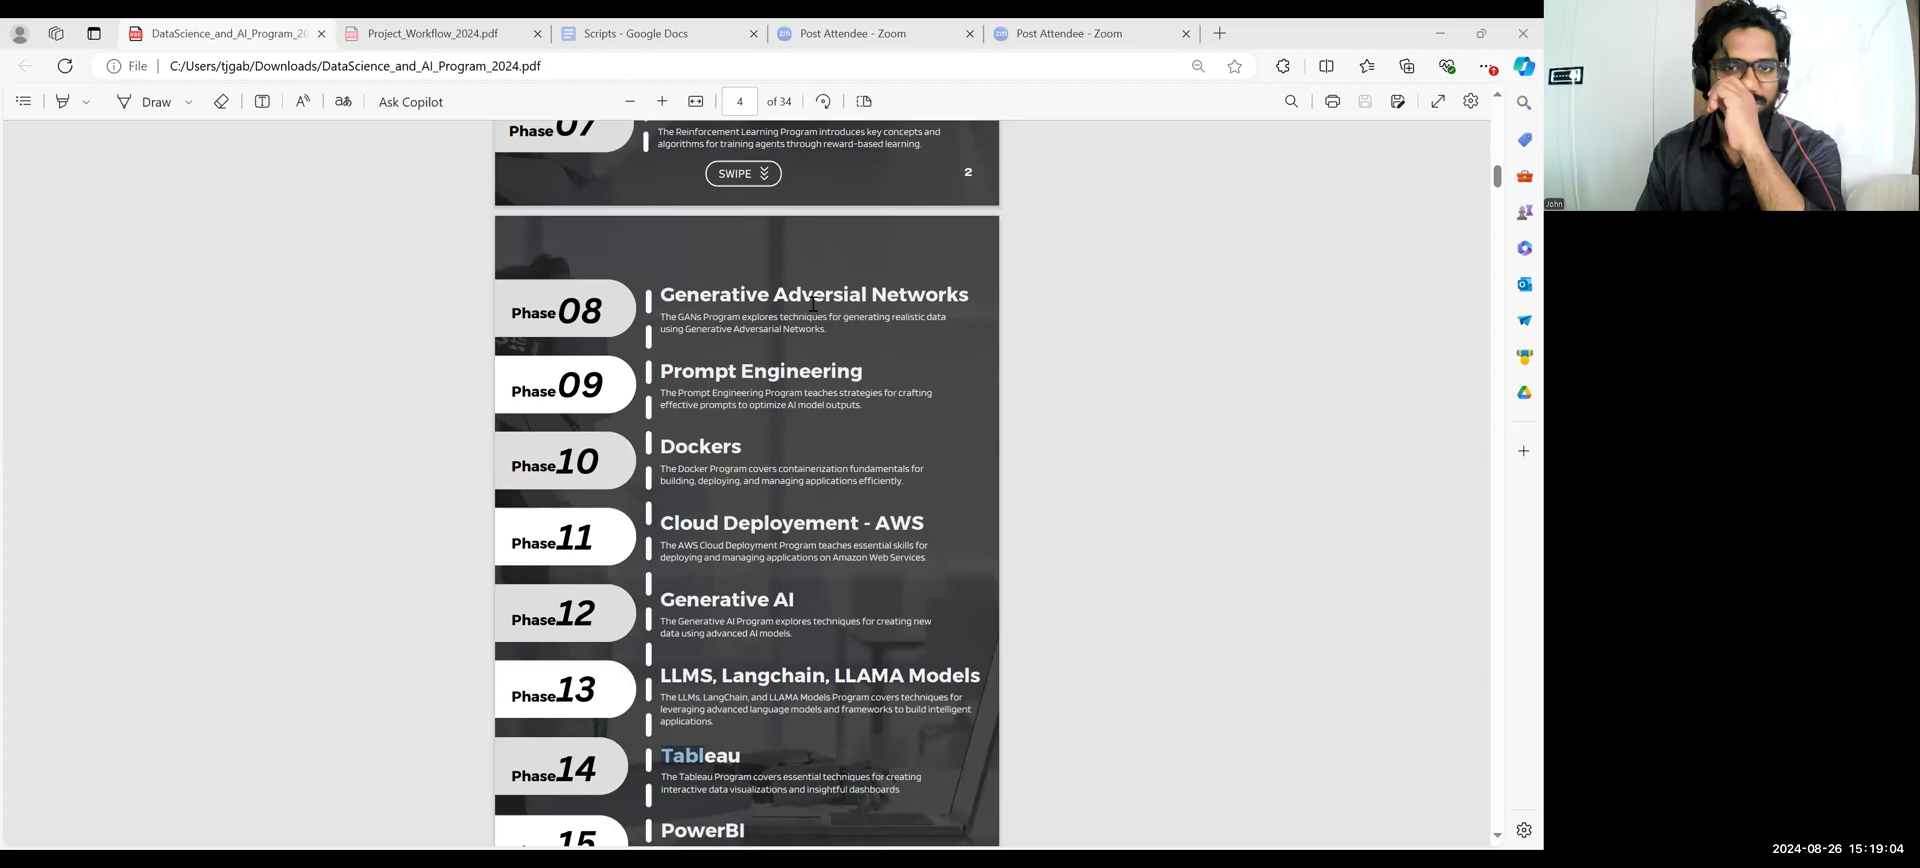 DataScience_and_AI_Program_20
Project_Workflow_2024.pdf
Scripts - Google Docs
zm Post Attendee - Zoom
zm Post Attendee - Zoom
File
C:/Users/tjgab/Downloads/DataScience_and_AI_Program_2024.pdf
Draw
aあ
Ask Copilot
4 of 34
Phase 07
The Reinforcement Learning Program introduces key concepts and
algorithms for training agents through reward-based learning.
SWIPE
2
Phase 08
Generative Adversial Networks
The GANs Program explores techniques for generating realistic data
using Generative Adversarial Networks.
Phase 09
Prompt Engineering
The Prompt Engineering Program teaches strategies for crafting
effective prompts to optimize AI model outputs.
Phase 10
Dockers
The Docker Program covers containerization fundamentals for
building, deploying, and managing applications efficiently.
Phase 11
Cloud Deployement - AWS
The AWS Cloud Deployment Program teaches essential skills for
deploying and managing applications on Amazon Web Services.
Phase 12
Generative AI
The Generative AI Program explores techniques for creating new
data using advanced AI models.
Phase 13
LLMS, Langchain, LLAMA Models
The LLMs, LangChain, and LLAMA Models Program covers techniques for
leveraging advanced language models and frameworks to build intelligent
applications.
Phase 14
Tableau
The Tableau Program covers essential techniques for creating
interactive data visualizations and insightful dashboards
15
PowerBI
John
2024-08-26 15:19:04